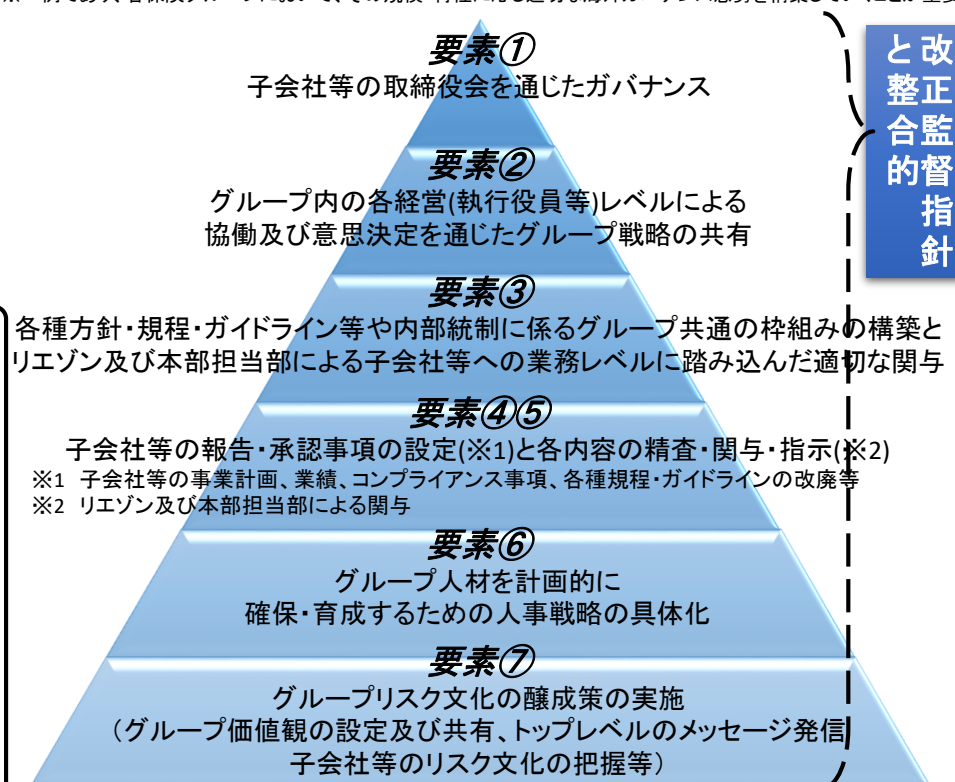 要素①
子会社等の取締役会を通じたガバナンス
改正監督指針
と整合的
要素②
グループ内の各経営(執行役員等)レベルによる
協働及び意思決定を通じたグループ戦略の共有
要素③
各種方針・規程・ガイドライン等や内部統制に係るグループ共通の枠組みの構築と
リエゾン及び本部担当部による子会社等への業務レベルに踏み込んだ適切な関与
要素④⑤
子会社等の報告・承認事項の設定(※1)と各内容の精査・関与・指示(※2)
※1 子会社等の事業計画、業績、コンプライアンス事項、各種規程・ガイドラインの改廃等
※2 リエゾン及び本部担当部による関与
要素⑥
グループ人材を計画的に
確保・育成するための人事戦略の具体化
要素⑦
グループリスク文化の醸成策の実施
(グループ価値観の設定及び共有、トップレベルのメッセージ発信
子会社等のリスク文化の把握等)